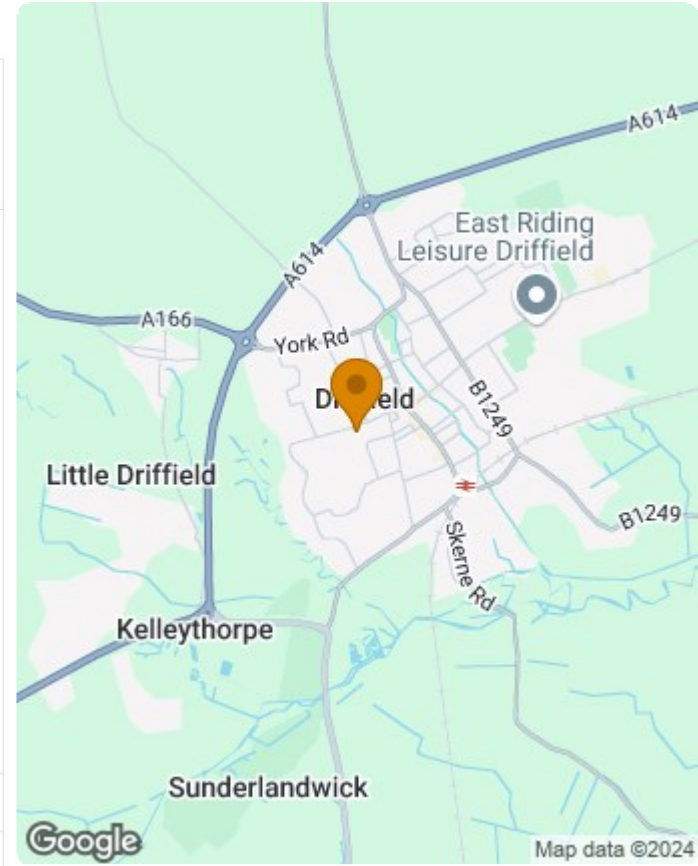 A614
East Riding
Leisure Driffield
A614
A166
York Rd
Driffield
B1249
Little Driffield
B1249
Skerne Rd
Kelleythorpe
Sunderlandwick
Google
Map data ©2024